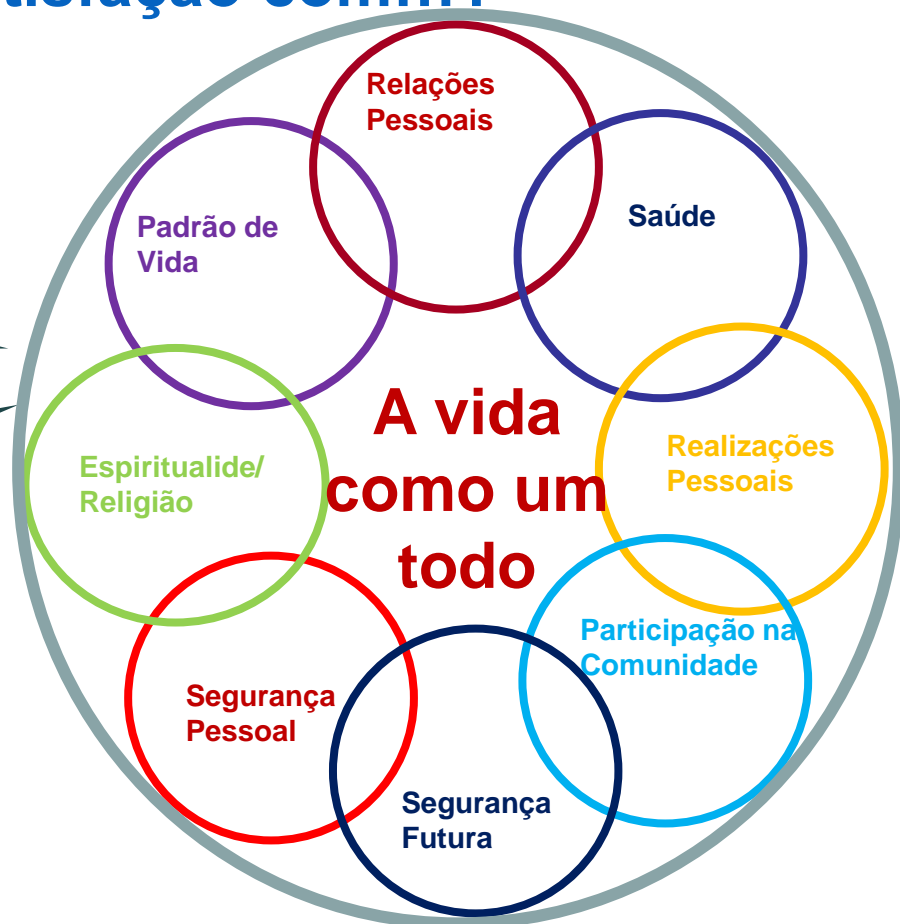 Relações
Pessoais
Saúde
Padrão de
Vida
A vida
como um
todo
Realizações
Pessoais
Espiritualide/
Religião
Participação na
Comunidade
Segurança
Pessoal
Segurança
Futura